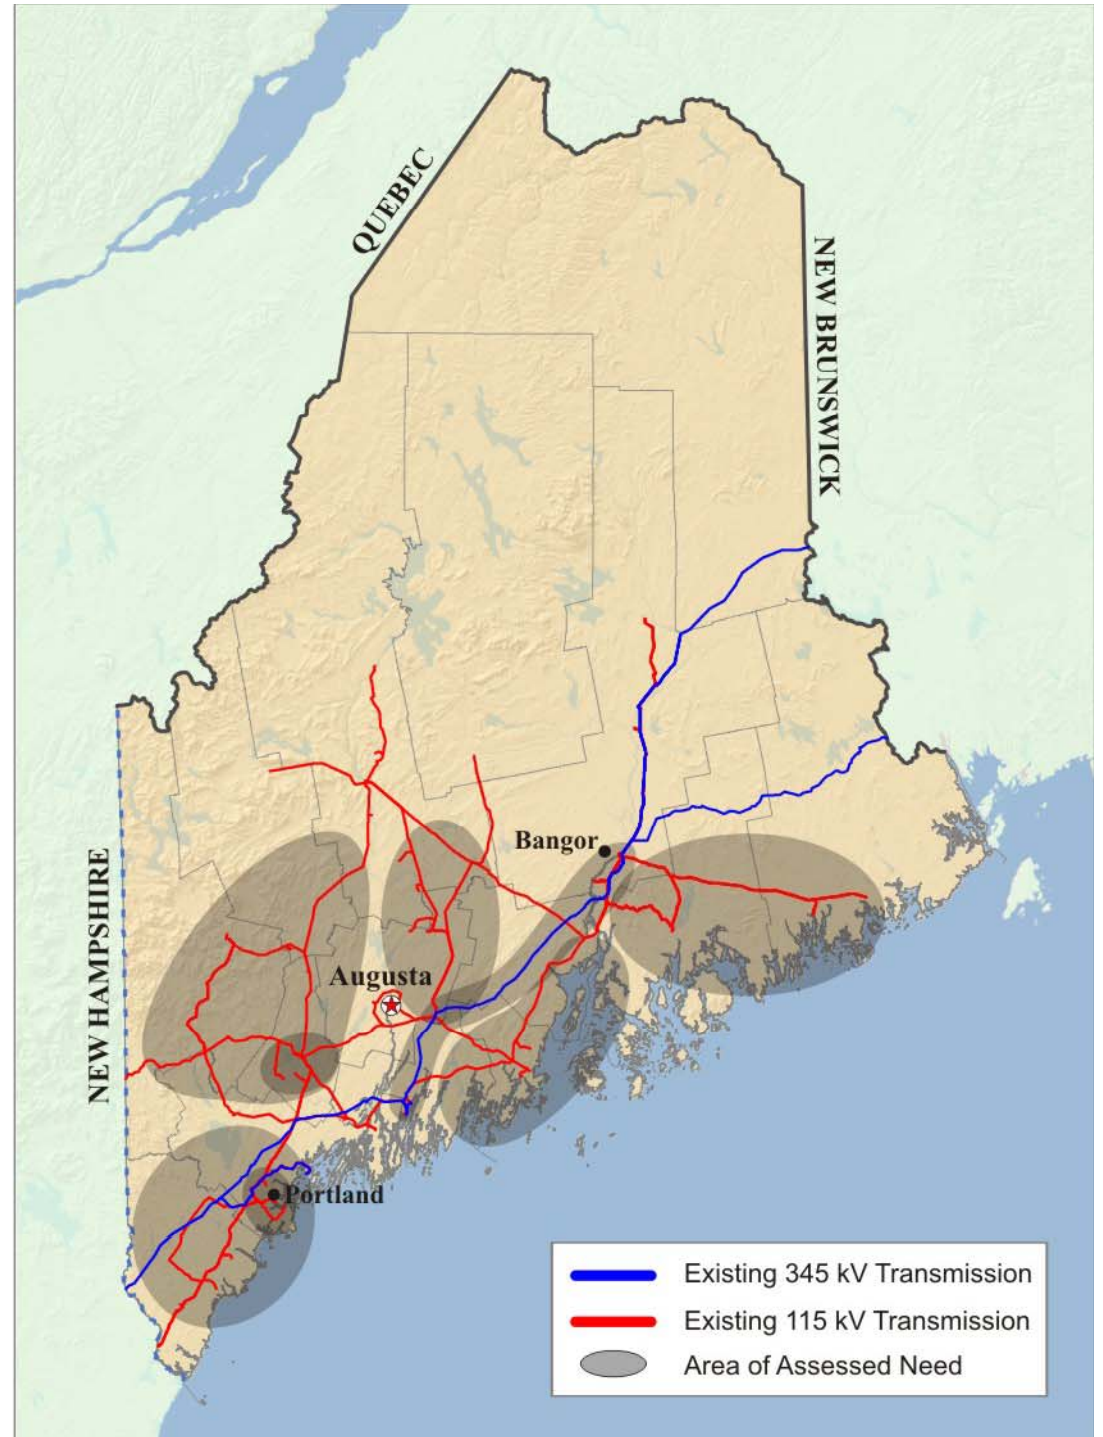 QUEBEC
NEW BRUNSWICK
Bangor
NEW HAMPSHIRE
Augusta
Portland
Existing 345 kV Transmission
Existing 115 kV Transmission
Area of Assessed Need